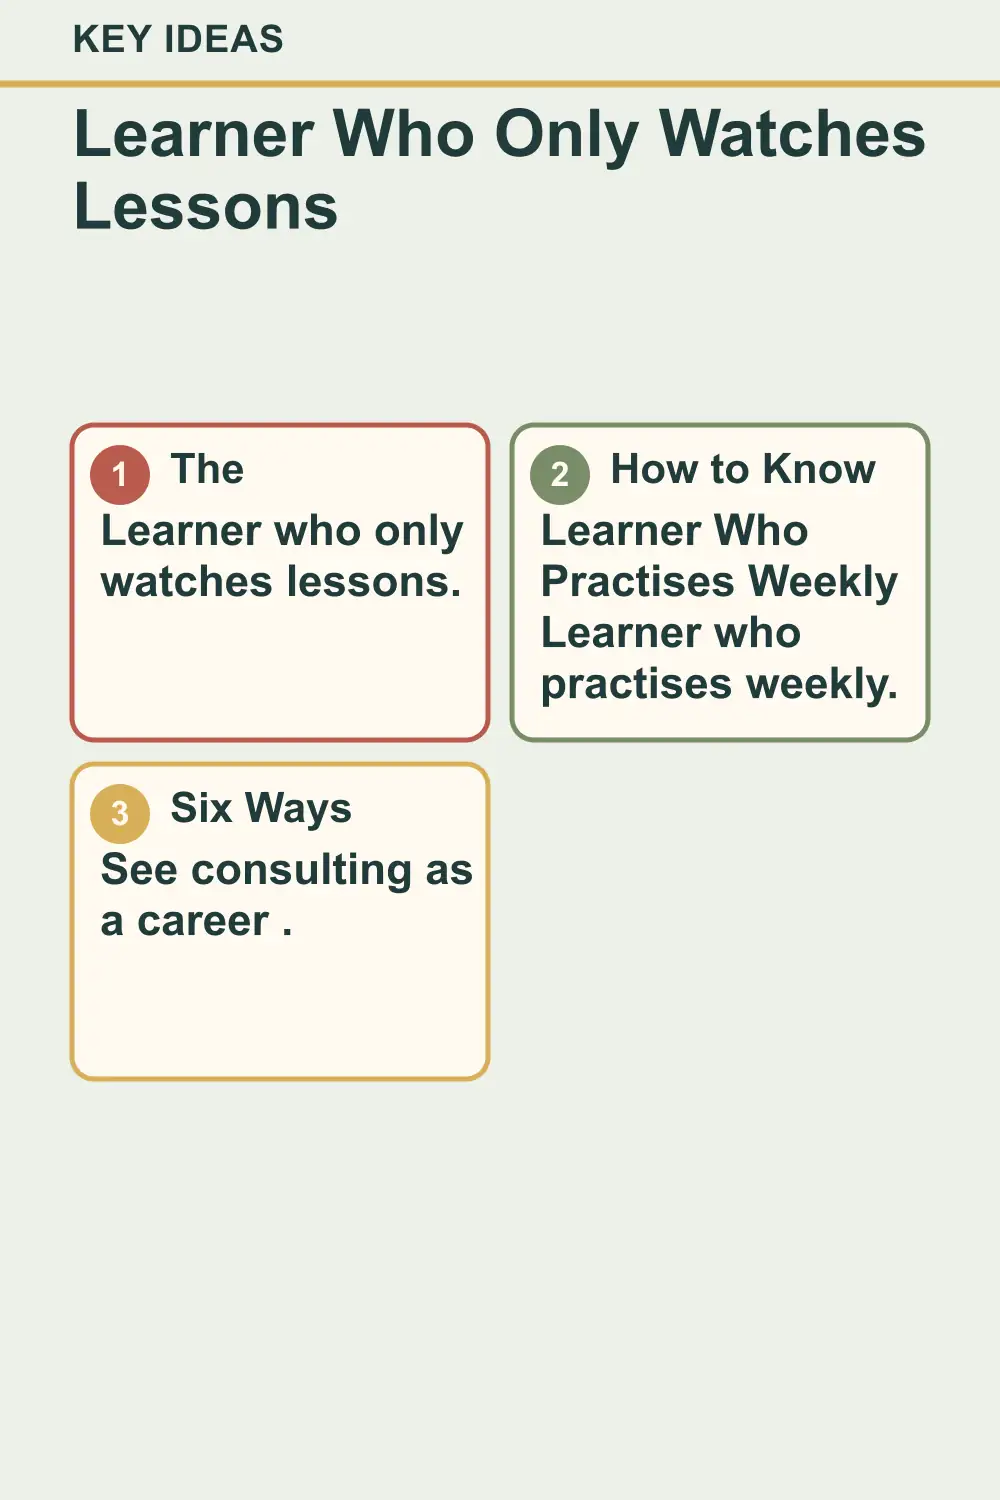 KEY IDEAS
Learner Who Only Watches
Lessons
1 The
Learner who only
watches lessons.
2 How to Know
Learner Who
Practises Weekly
Learner who
practises weekly.
3 Six Ways
See consulting as
a career .